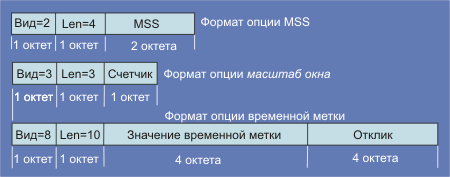 Вид=2 Len=4 MSS Формат опции MSS
1 октет 1 октет 2 октета
Вид=3 Len=3 Счетчик Формат опции масштаб окна
1 октет 1 октет 1 октет
Формат опции временной метки
Вид=8 Len=10 Значение временной метки Отклик
1 октет 1 октет 4 октета 4 октета